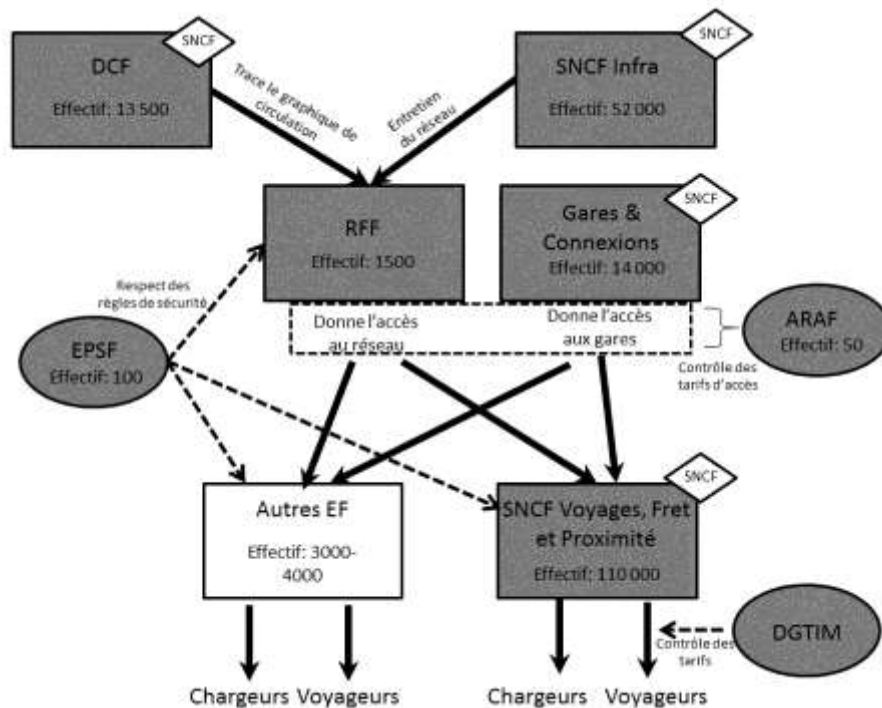 SNCF
DCF
Effectif: 13 500
SNCF
SNCF Infra
Effectif: 52 000
Trace le graphique de
circulation
Entretien
du réseau
RFF
Effectif: 1500
SNCF
Gares &
Connexions
Effectif: 14 000
Respect des
règles de sécurité
EPSF
Effectif: 100
Donne l'accès
au réseau
Donne l'accès
aux gares
ARAF
Effectif: 50
Contrôle des
tarifs d'accès
Autres EF
Effectif: 3000-
4000
SNCF
SNCF Voyages, Fret
et Proximité
Effectif: 110 000
DGTIM
Contrôle des
tarifs
Chargeurs Voyageurs
Chargeurs Voyageurs